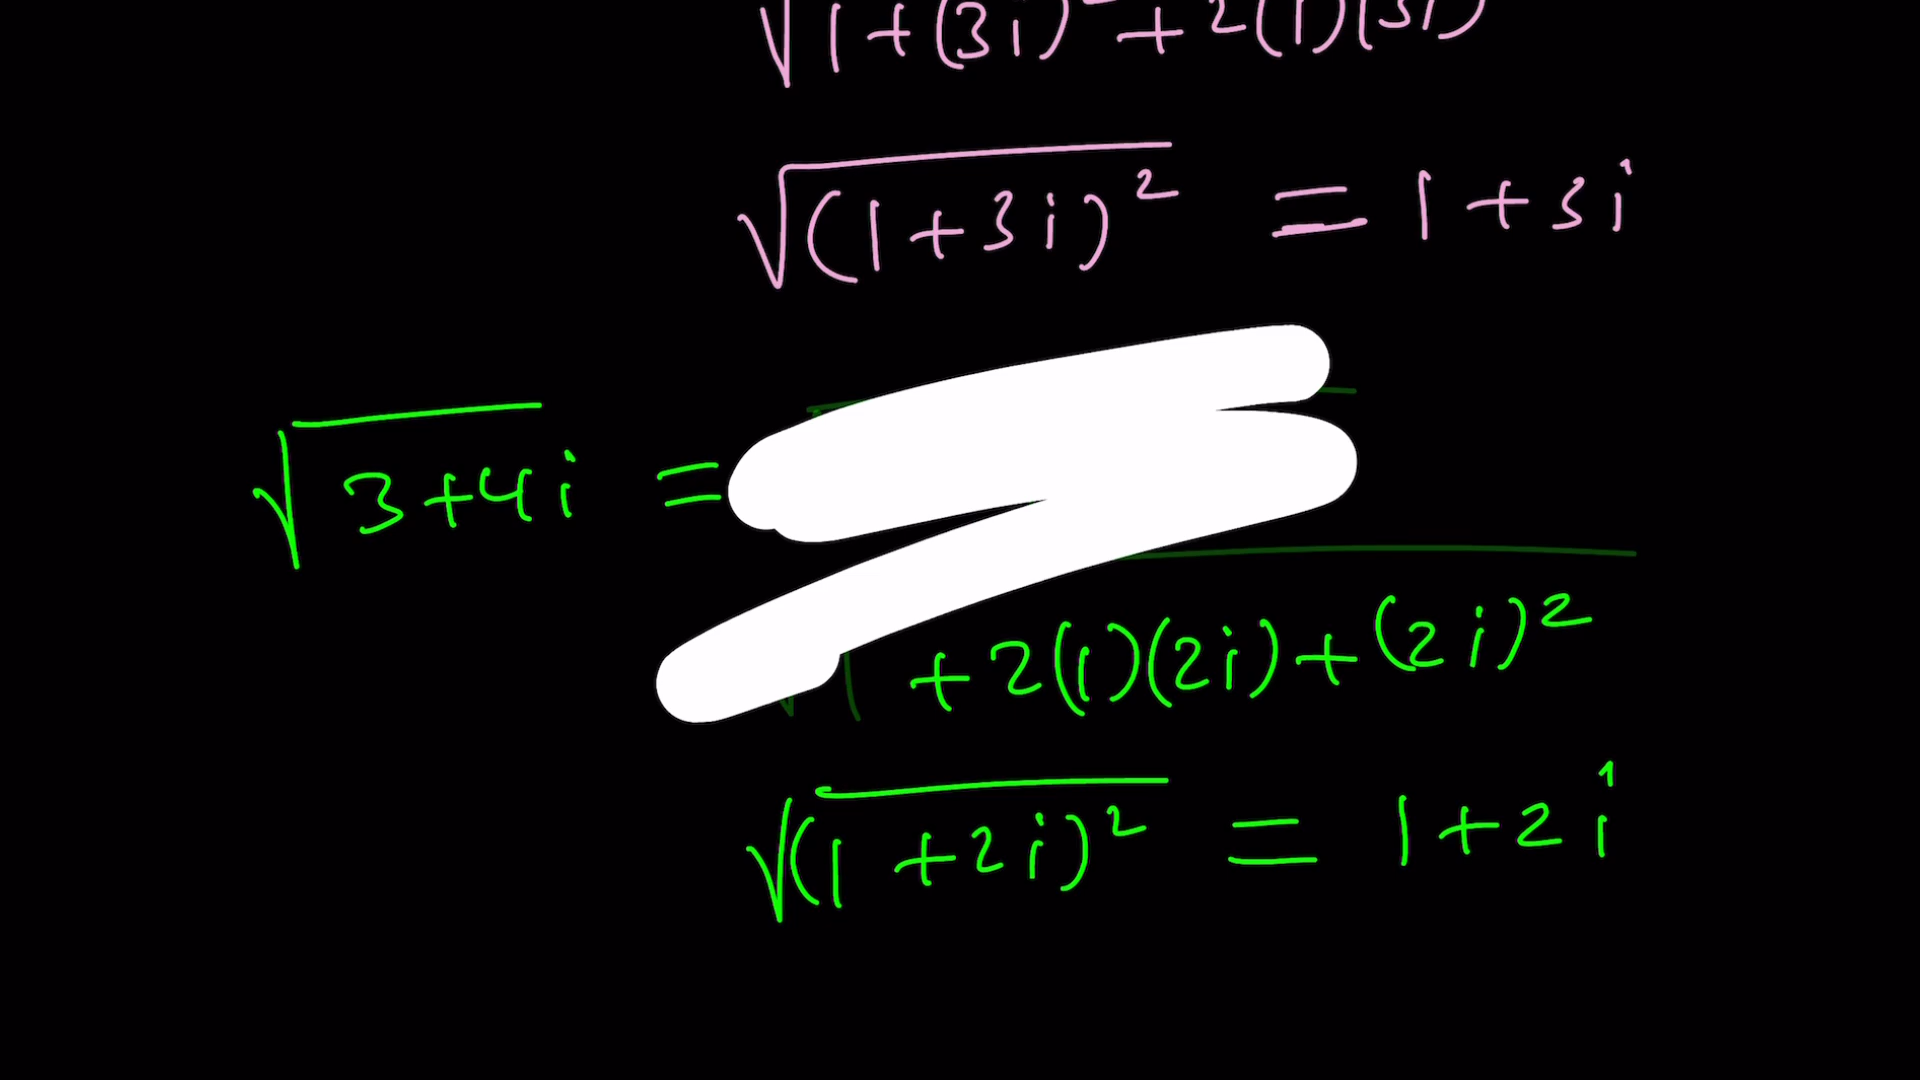 √1+(3i)²+2(1)(3i)
√(1+3i)² = 1+3i
√3+4i =
+2(1)(2i)+(2i)²
√(1+2i)² = 1+2i